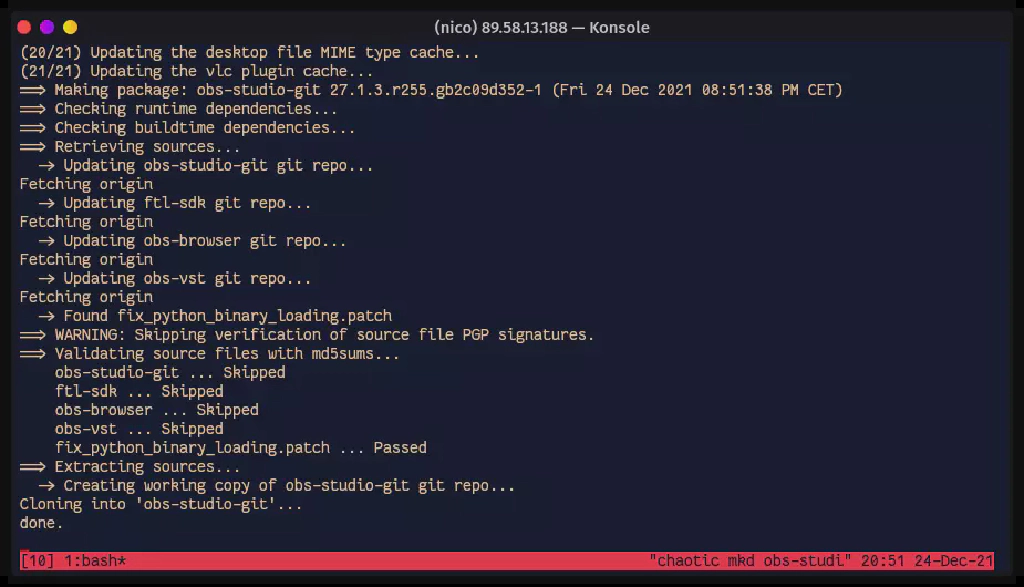 (nico) 89.58.13.188 — Konsole
(20/21) Updating the desktop file MIME type cache...
(21/21) Updating the vlc plugin cache...
==> Making package: obs-studio-git 27.1.3.r255.gb2c09d352-1 (Fri 24 Dec 2021 08:51:38 PM CET)
==> Checking runtime dependencies...
==> Checking buildtime dependencies...
==> Retrieving sources...
  -> Updating obs-studio-git git repo...
Fetching origin
  -> Updating ftl-sdk git repo...
Fetching origin
  -> Updating obs-browser git repo...
Fetching origin
  -> Updating obs-vst git repo...
Fetching origin
  -> Found fix_python_binary_loading.patch
==> WARNING: Skipping verification of source file PGP signatures.
==> Validating source files with md5sums...
    obs-studio-git ... Skipped
    ftl-sdk ... Skipped
    obs-browser ... Skipped
    obs-vst ... Skipped
    fix_python_binary_loading.patch ... Passed
==> Extracting sources...
  -> Creating working copy of obs-studio-git git repo...
Cloning into 'obs-studio-git'...
done.
[10] 1:bash* "chaotic mkd obs-studi" 20:51 24-Dec-21